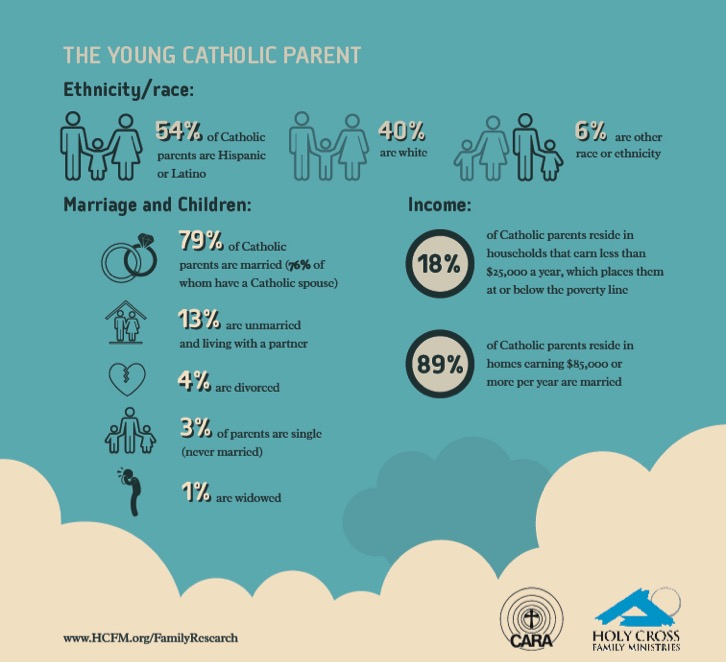 THE YOUNG CATHOLIC PARENT
Ethnicity/race:
54% of Catholic
parents are Hispanic
or Latino
40%
are white
6% are other
race or ethnicity
Marriage and Children:
79% of Catholic
parents are married (76% of
whom have a Catholic spouse)
13% are unmarried
and living with a partner
4% are divorced
3% of parents are single
(never married)
1% are widowed
Income:
18%
of Catholic parents reside in
households that earn less than
$25,000 a year, which places them
at or below the poverty line
89%
of Catholic parents reside in
homes earning $85,000 or
more per year are married
www.HCFM.org/FamilyResearch
CARA
HOLY CROSS
FAMILY MINISTRIES